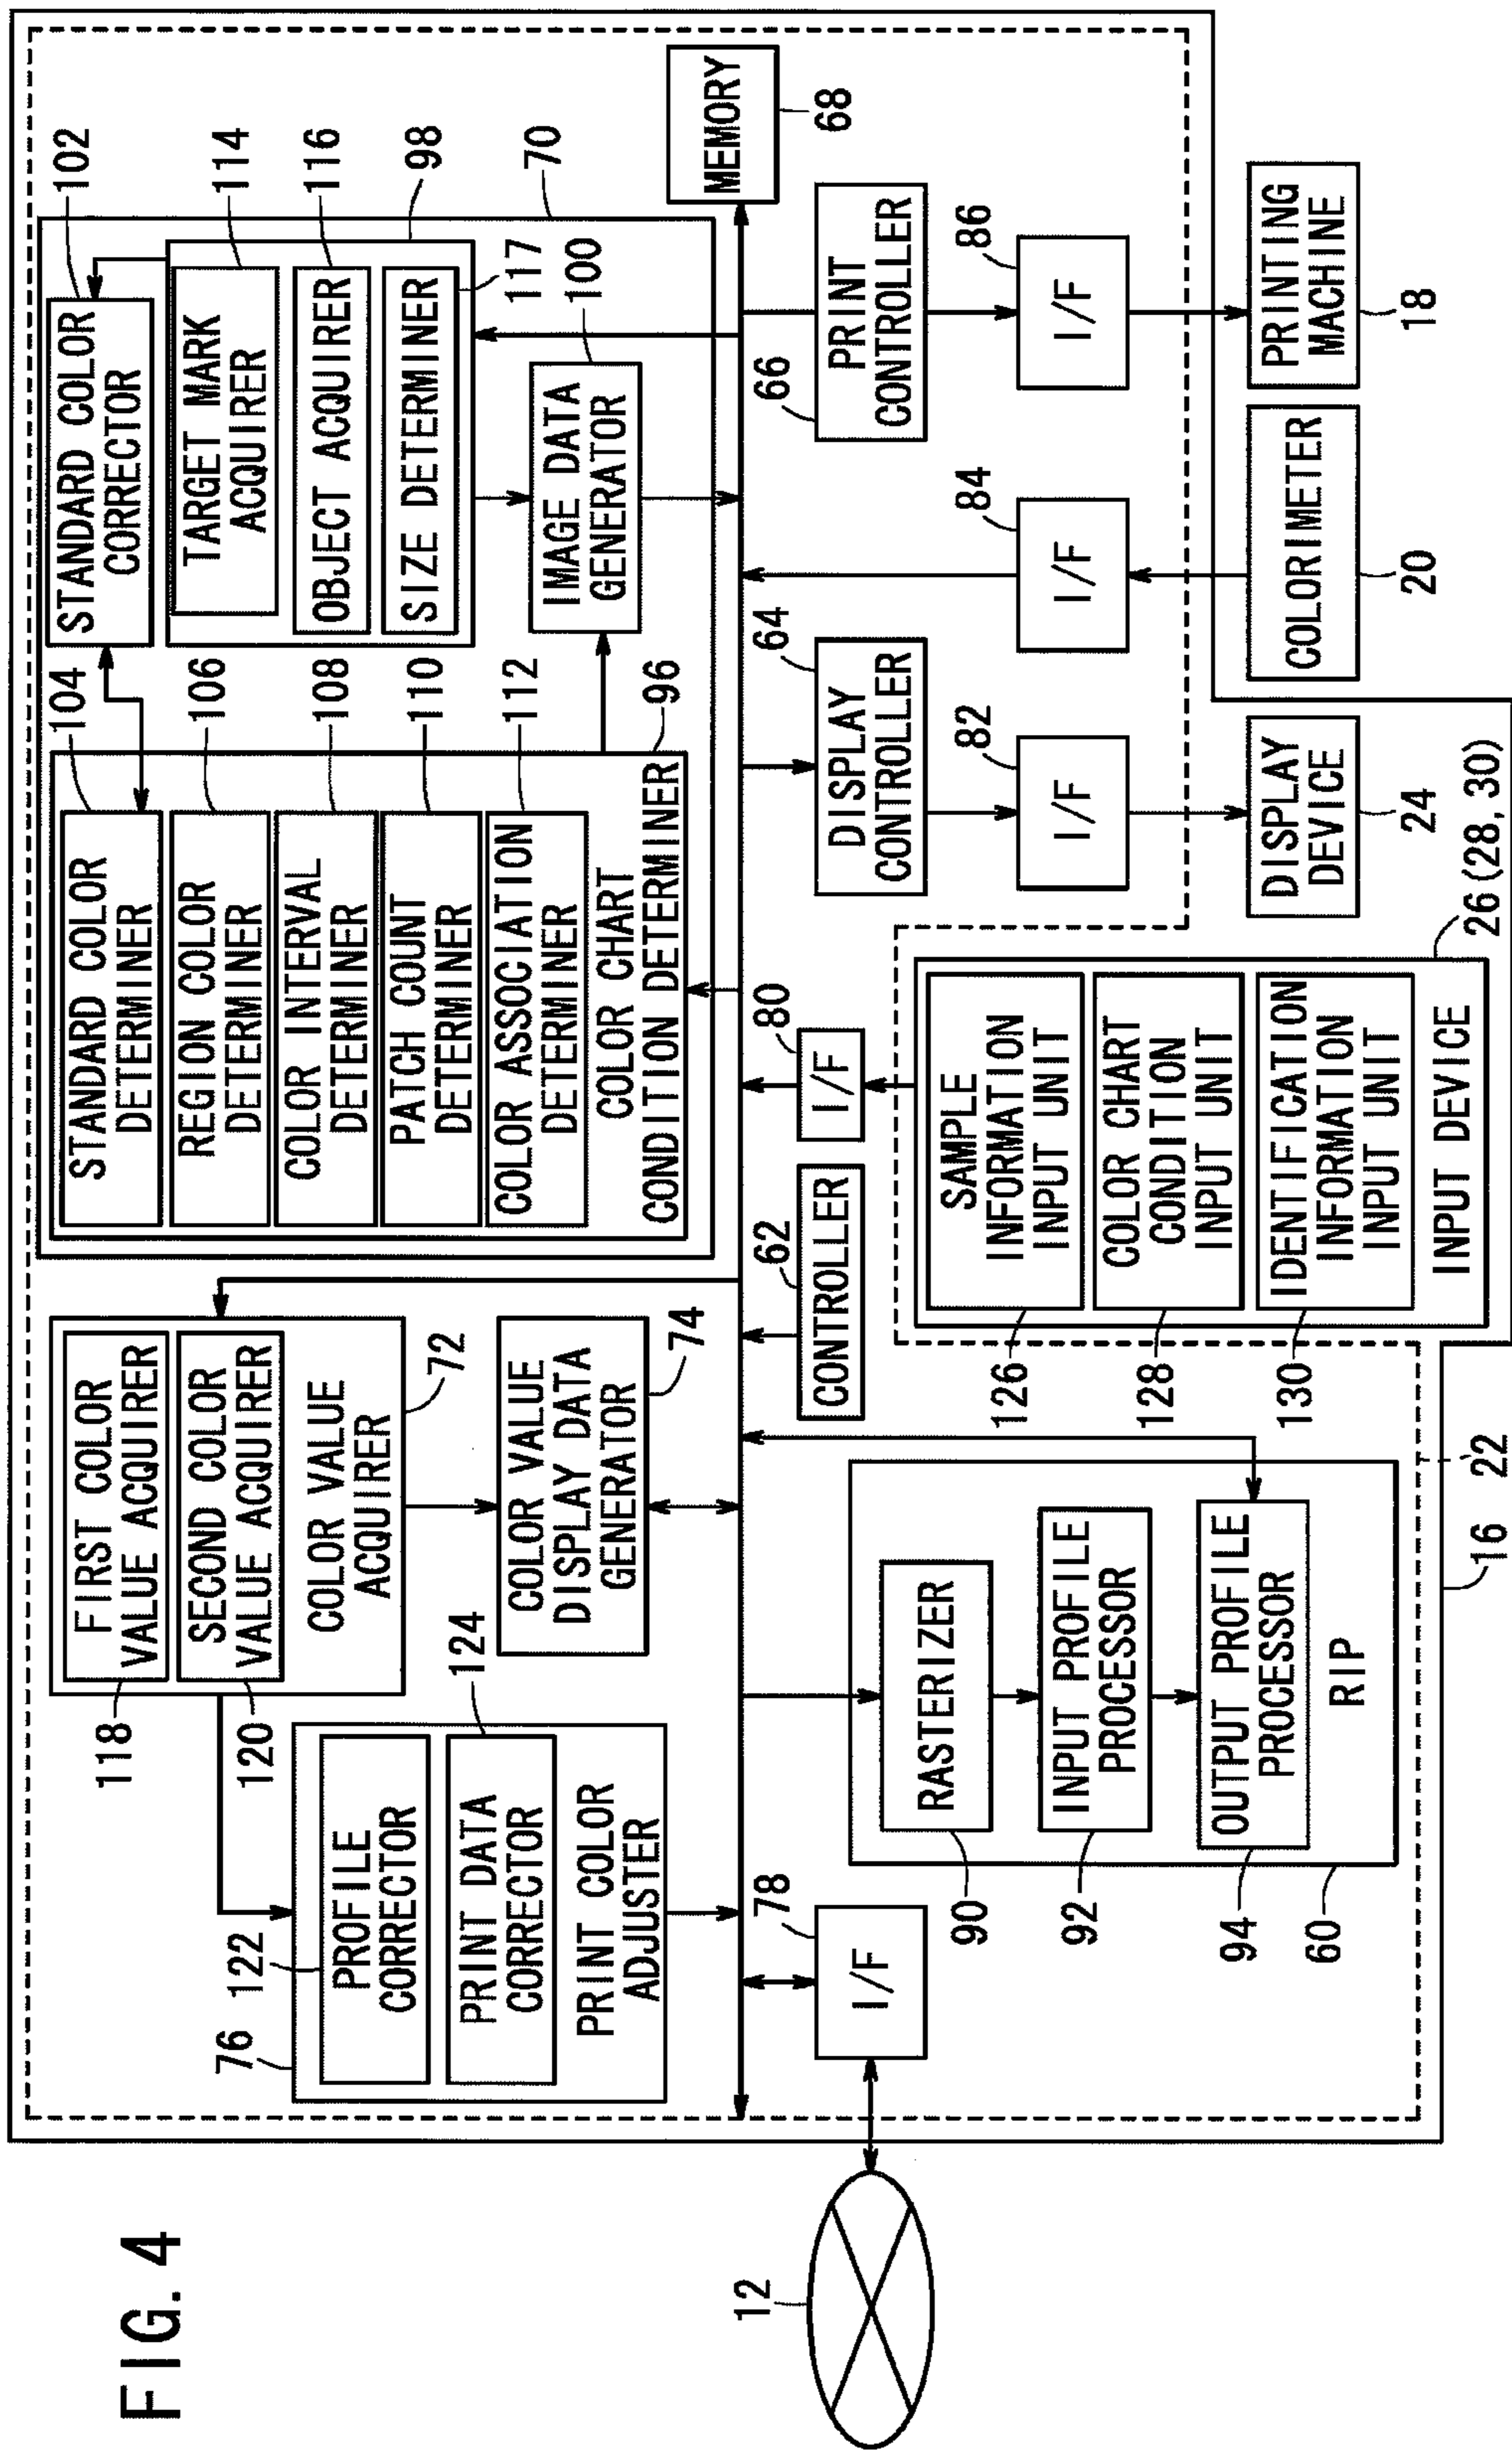 FIG. 4
12
76
122
PROFILE
CORRECTOR
124
PRINT DATA
CORRECTOR
PRINT COLOR
ADJUSTER
118
FIRST COLOR
VALUE ACQUIRER
120
SECOND COLOR
VALUE ACQUIRER
COLOR VALUE
ACQUIRER
72
COLOR VALUE
DISPLAY DATA
GENERATOR
74
104
STANDARD COLOR
DETERMINER
106
REGION COLOR
DETERMINER
108
COLOR INTERVAL
DETERMINER
110
PATCH COUNT
DETERMINER
112
COLOR ASSOCIATION
DETERMINER
COLOR CHART
CONDITION DETERMINER
96
102
STANDARD COLOR
CORRECTOR
114
TARGET MARK
ACQUIRER
116
OBJECT ACQUIRER
98
SIZE DETERMINER
117
100
IMAGE DATA
GENERATOR
70
MEMORY
68
78
I/F
90
RASTERIZER
92
INPUT PROFILE
PROCESSOR
94
OUTPUT PROFILE
PROCESSOR
RIP
60
62
CONTROLLER
80
I/F
126
SAMPLE
INFORMATION
INPUT UNIT
128
COLOR CHART
CONDITION
INPUT UNIT
130
IDENTIFICATION
INFORMATION
INPUT UNIT
INPUT DEVICE
26 (28, 30)
64
DISPLAY
CONTROLLER
82
I/F
DISPLAY
DEVICE
24
84
I/F
COLORIMETER
20
66
PRINT
CONTROLLER
86
I/F
PRINTING
MACHINE
18
22
16